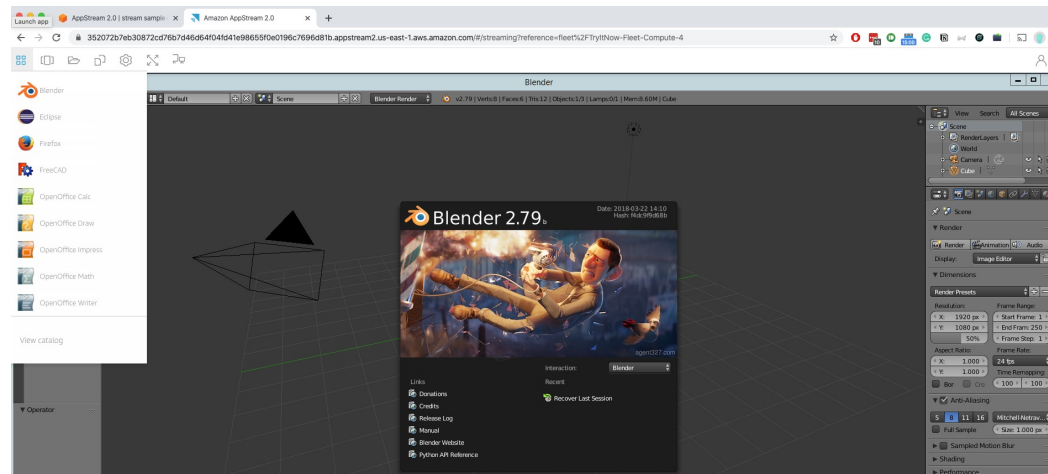 Launch app
AppStream 2.0 | stream sample
Amazon AppStream 2.0
352072b7eb30872cd76b7d46d64f04fd41e98655f0e0196c7696d81b.appstream2.us-east-1.aws.amazon.com/#/streaming?reference=fleet%2FTryItNow-Fleet-Compute-4
Blender
Blender
Eclipse
Firefox
FreeCAD
OpenOffice Calc
OpenOffice Draw
OpenOffice Impress
OpenOffice Math
OpenOffice Writer
View catalog
Default
Scene
Blender Render
v2.79 | Verts:8 | Faces:6 | Tris:12 | Objects:1/3 | Lamps:0/1 | Mem:8.60M | Cube
Operator
Blender 2.79b
Date: 2018-03-22 14:10
Hash: f4dc9f9d68b
agent327.com
Interaction: Blender
Links
Donations
Credits
Release Log
Manual
Blender Website
Python API Reference
Recent
Recover Last Session
View Search All Scenes
Scene
RenderLayers
World
Camera
Cube
Scene
Render
Render Animation Audio
Display: Image Editor
Dimensions
Render Presets
Resolution: Frame Range:
X: 1920 px Start Frame: 1
Y: 1080 px End Fram: 250
50% Frame Step: 1
Aspect Ratio: Frame Rate:
X: 1.000 24 fps
Y: 1.000 Time Remapping:
Bor Cro 100 100
Anti-Aliasing
5 8 11 16 Mitchell-Netrav...
Full Sample Size: 1.000 px
Sampled Motion Blur
Shading
Performance